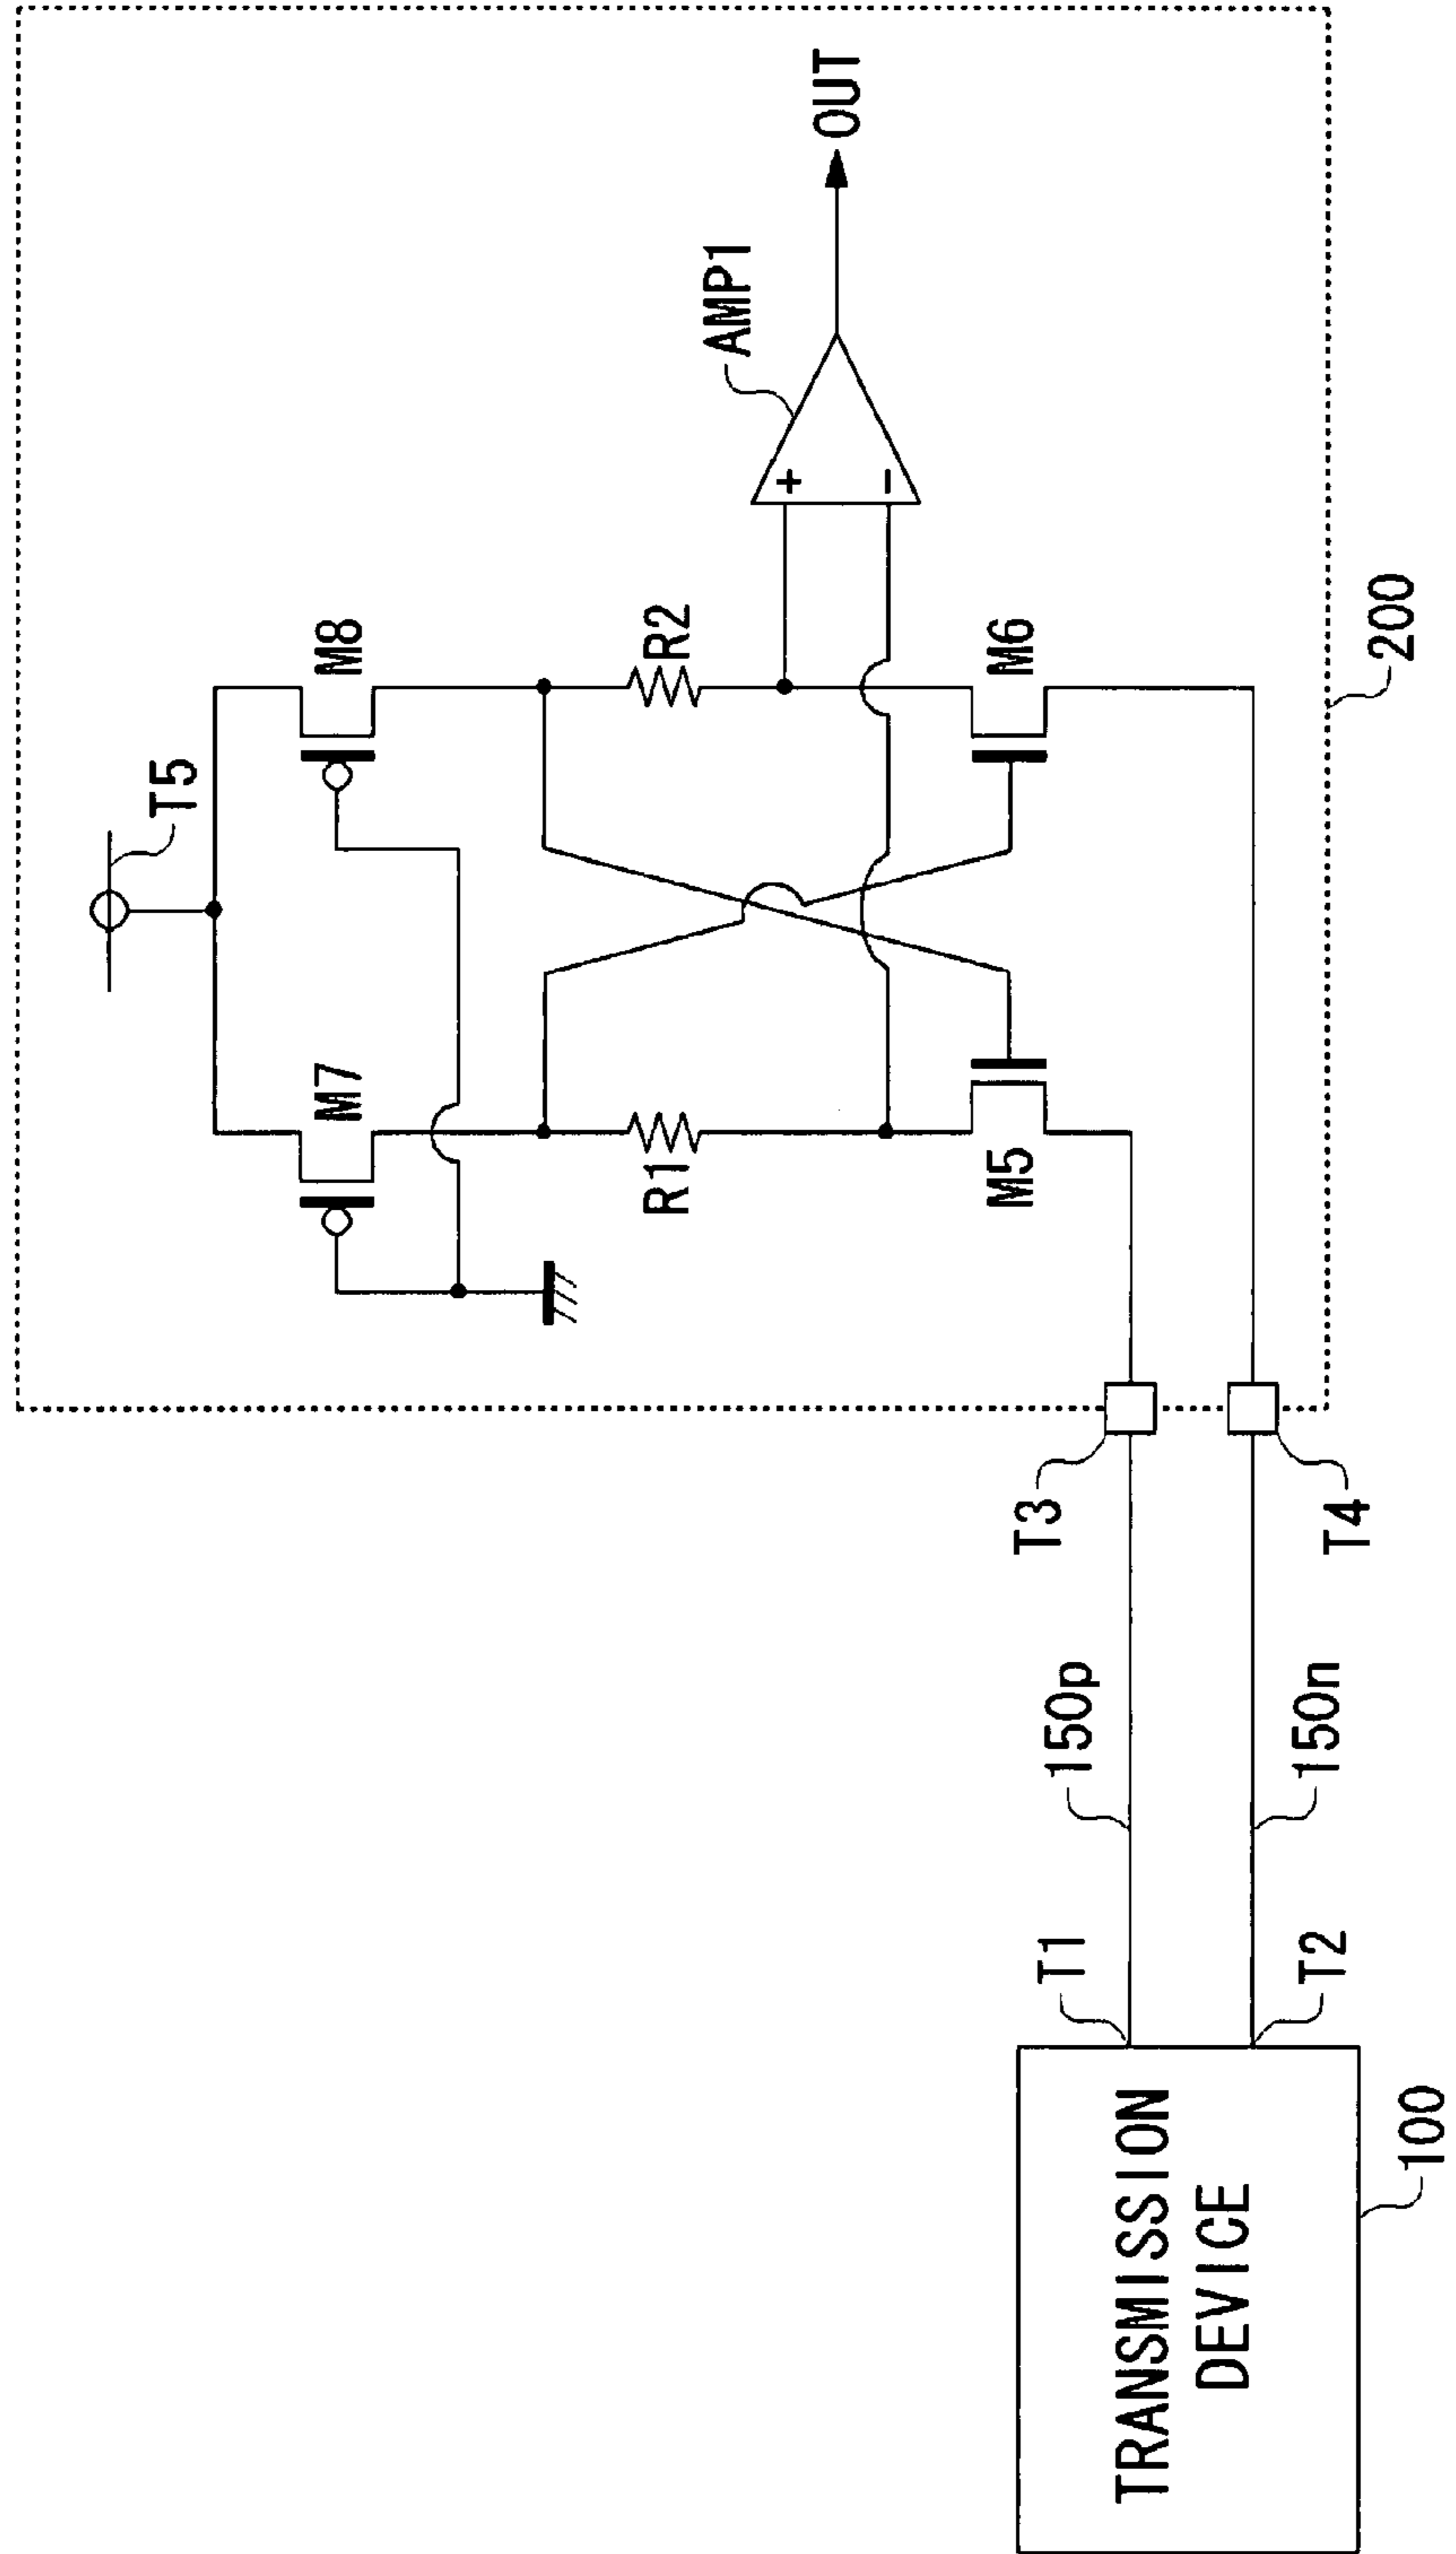 TRANSMISSION
DEVICE
100
T1
T2
150p
150n
T3
T4
T5
M7
M8
R1
R2
M5
M6
AMP1
+
−
OUT
200